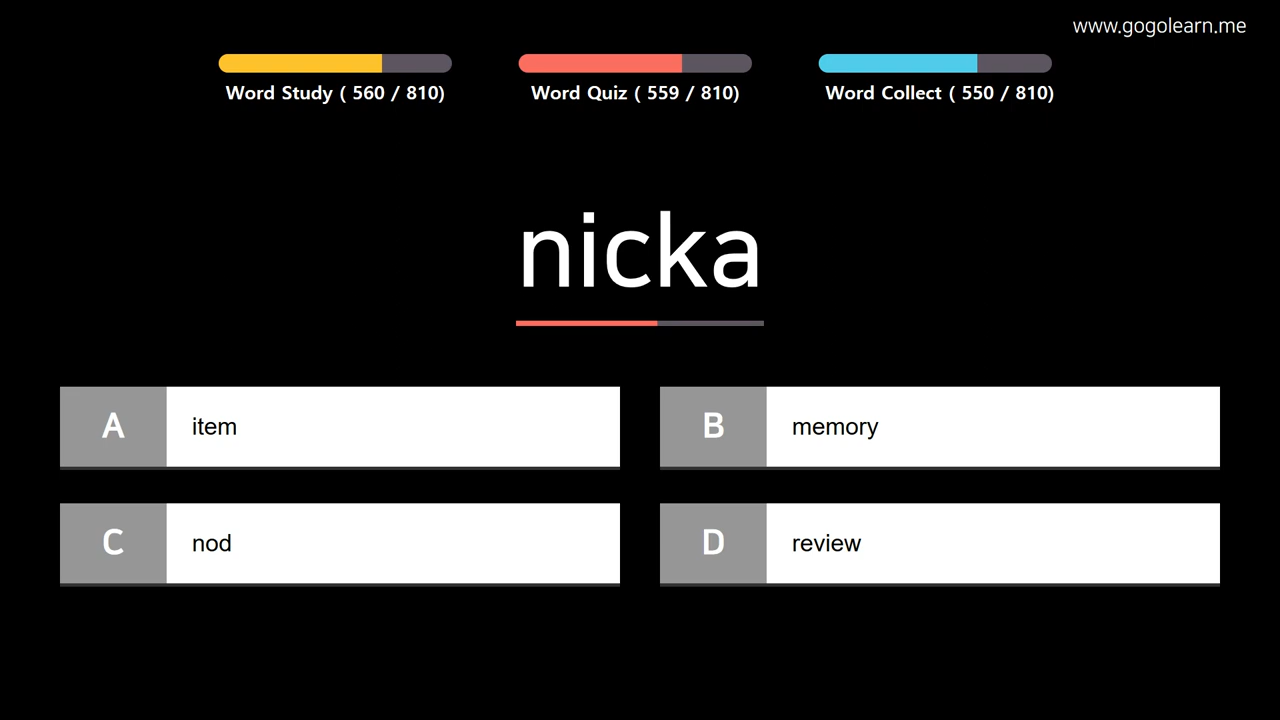 www.gogolearn.me
Word Study ( 560 / 810)
Word Quiz ( 559 / 810)
Word Collect ( 550 / 810)
nicka
A item
B memory
C nod
D review